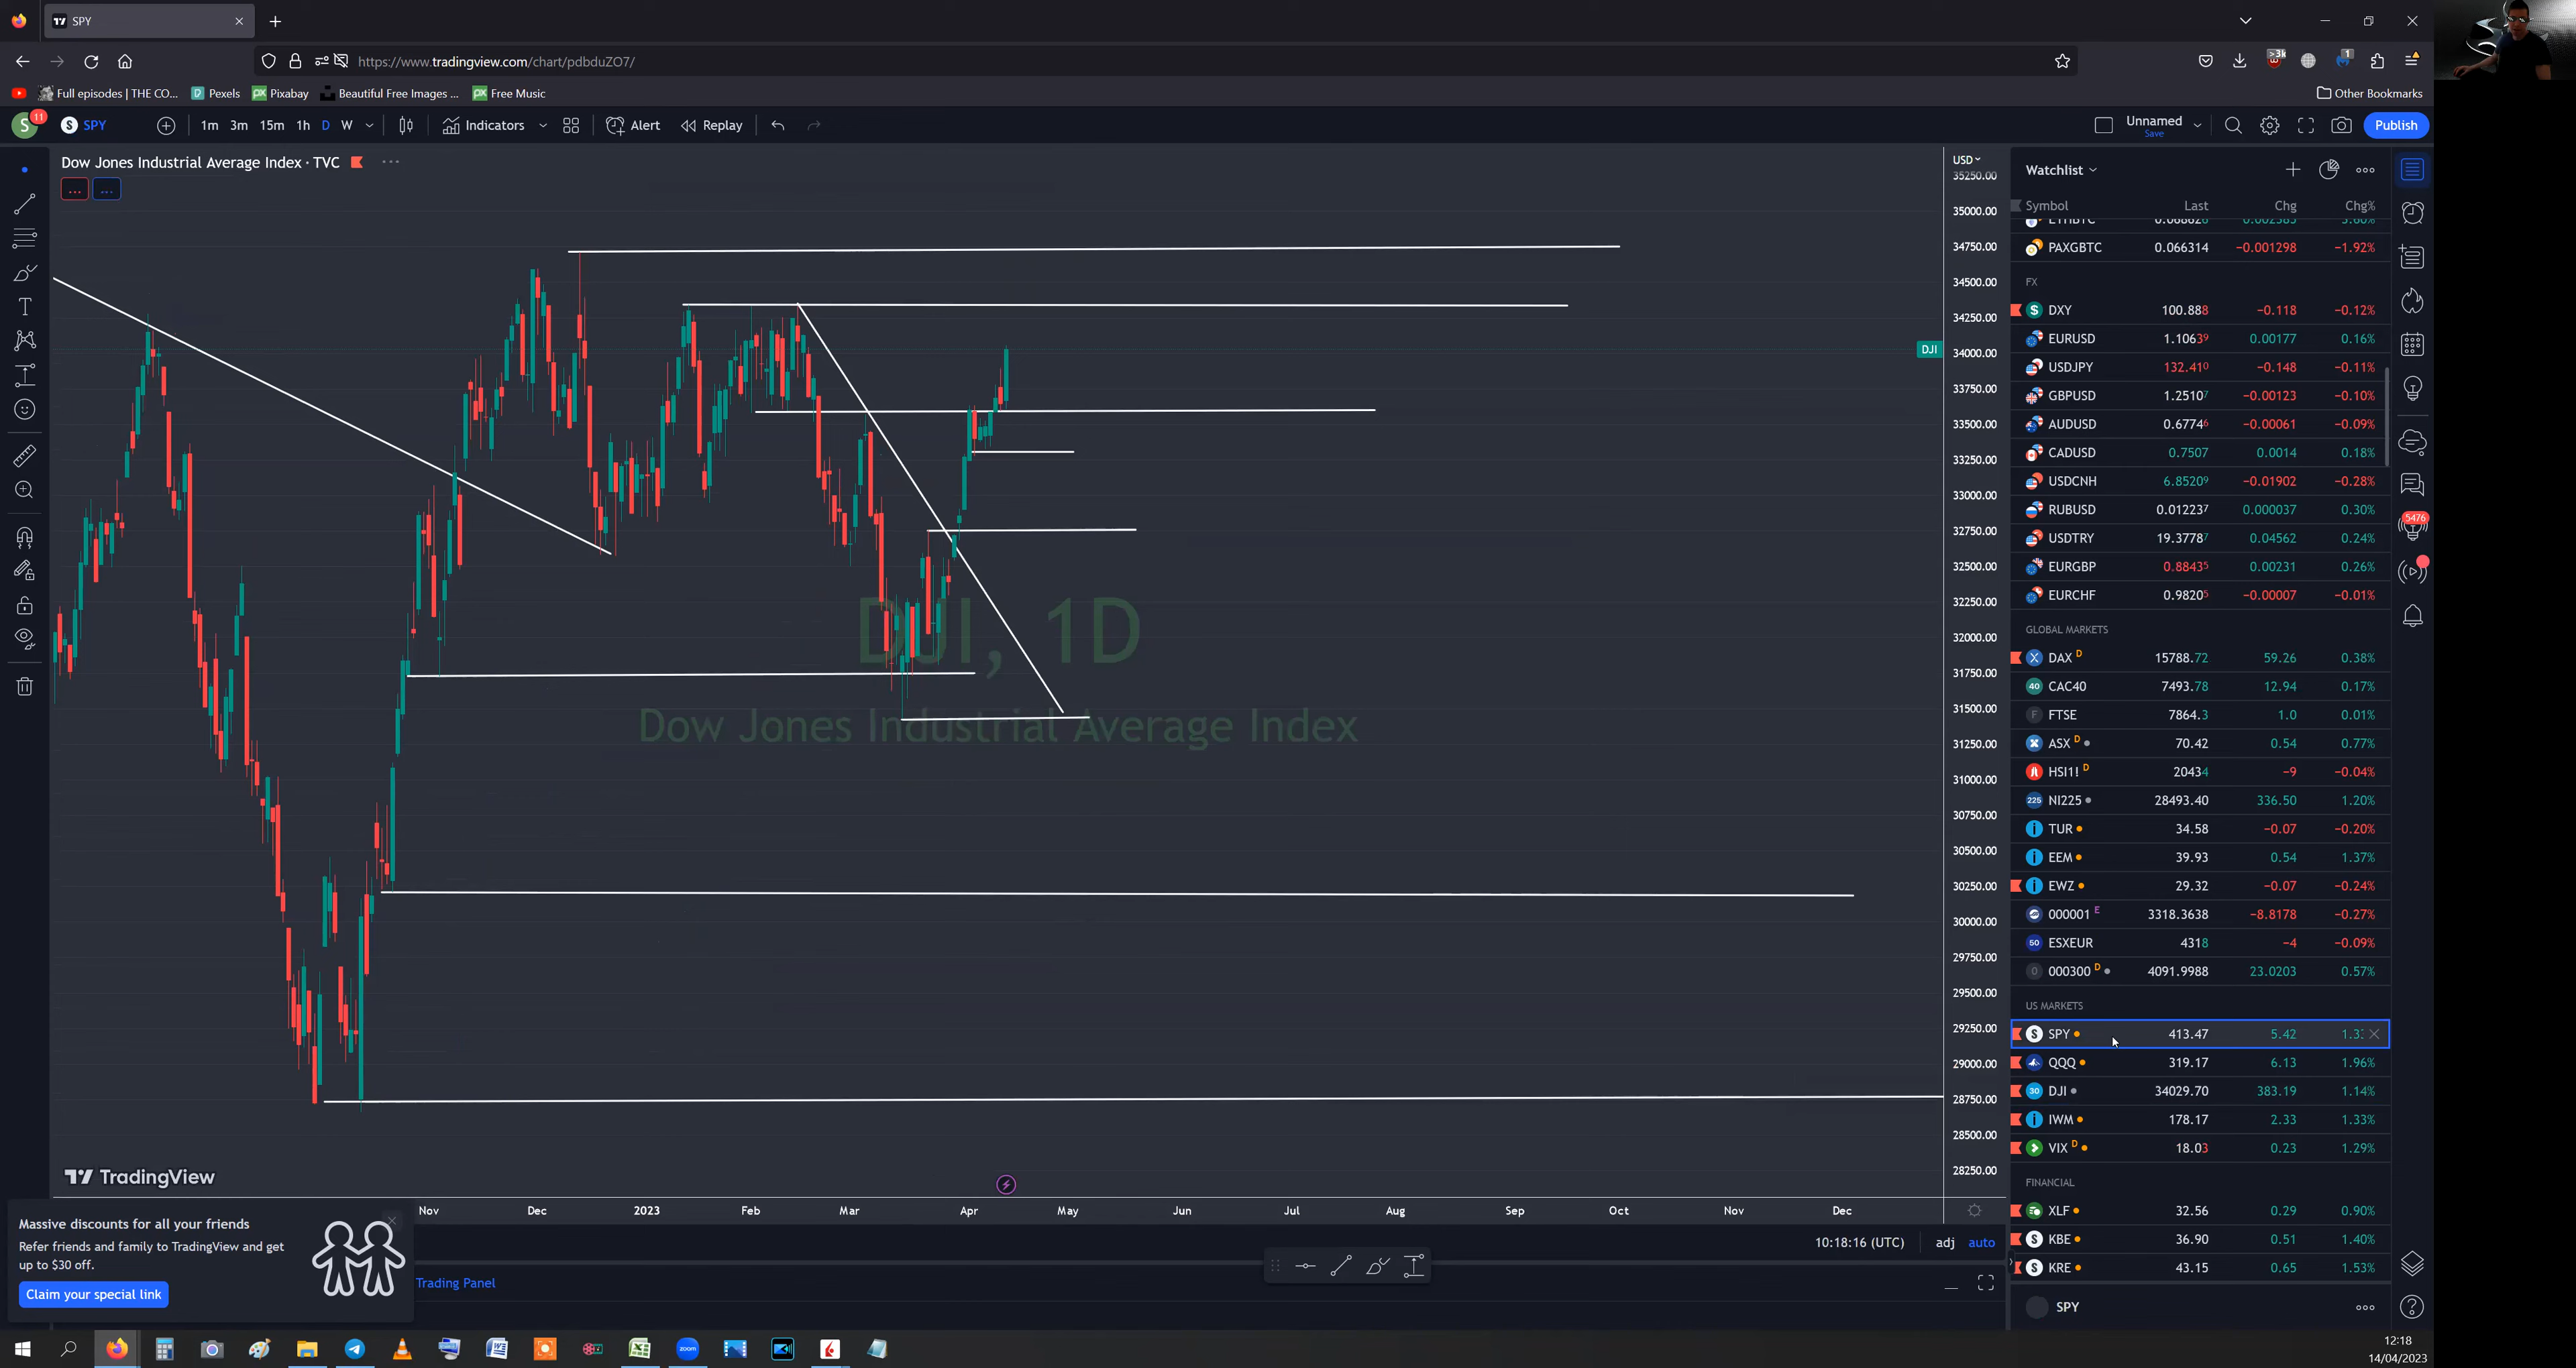 SPY
https://www.tradingview.com/chart/pdbduZO7/
>3k
1
Full episodes | THE CO...
Pexels
Pixabay
Beautiful Free Images ...
Free Music
Other Bookmarks
S
11
SPY
1m 3m 15m 1h D W
Indicators
Alert
Replay
Unnamed
Save
Publish
Dow Jones Industrial Average Index · TVC
USD
35250.00
35000.00
34750.00
34500.00
34250.00
DJI
34000.00
33750.00
33500.00
33250.00
33000.00
32750.00
32500.00
32250.00
32000.00
31750.00
31500.00
31250.00
31000.00
30750.00
30500.00
30250.00
30000.00
29750.00
29500.00
29250.00
29000.00
28750.00
28500.00
28250.00
DJI, 1D
Dow Jones Industrial Average Index
TradingView
Nov Dec 2023 Feb Mar Apr May Jun Jul Aug Sep Oct Nov Dec
10:18:16 (UTC) adj auto
Trading Panel
Massive discounts for all your friends
Refer friends and family to TradingView and get
up to $30 off.
Claim your special link
Watchlist
Symbol Last Chg Chg%
ETHBTC 0.068826 0.002385 3.60%
PAXGBTC 0.066314 −0.001298 −1.92%
FX
DXY 100.888 −0.118 −0.12%
EURUSD 1.10639 0.00177 0.16%
USDJPY 132.410 −0.148 −0.11%
GBPUSD 1.25107 −0.00123 −0.10%
AUDUSD 0.67746 −0.00061 −0.09%
CADUSD 0.7507 0.0014 0.18%
USDCNH 6.85209 −0.01902 −0.28%
RUBUSD 0.012237 0.000037 0.30%
USDTRY 19.37787 0.04562 0.24%
EURGBP 0.88435 0.00231 0.26%
EURCHF 0.98205 −0.00007 −0.01%
GLOBAL MARKETS
DAX D 15788.72 59.26 0.38%
CAC40 7493.78 12.94 0.17%
FTSE 7864.3 1.0 0.01%
ASX D 70.42 0.54 0.77%
HSI1! D 20434 −9 −0.04%
NI225 28493.40 336.50 1.20%
TUR 34.58 −0.07 −0.20%
EEM 39.93 0.54 1.37%
EWZ 29.32 −0.07 −0.24%
000001 E 3318.3638 −8.8178 −0.27%
ESXEUR 4318 −4 −0.09%
000300 D 4091.9988 23.0203 0.57%
US MARKETS
SPY 413.47 5.42 1.3
QQQ 319.17 6.13 1.96%
DJI 34029.70 383.19 1.14%
IWM 178.17 2.33 1.33%
VIX D 18.03 0.23 1.29%
FINANCIAL
XLF 32.56 0.29 0.90%
KBE 36.90 0.51 1.40%
KRE 43.15 0.65 1.53%
SPY
5476
zoom
12:18
14/04/2023